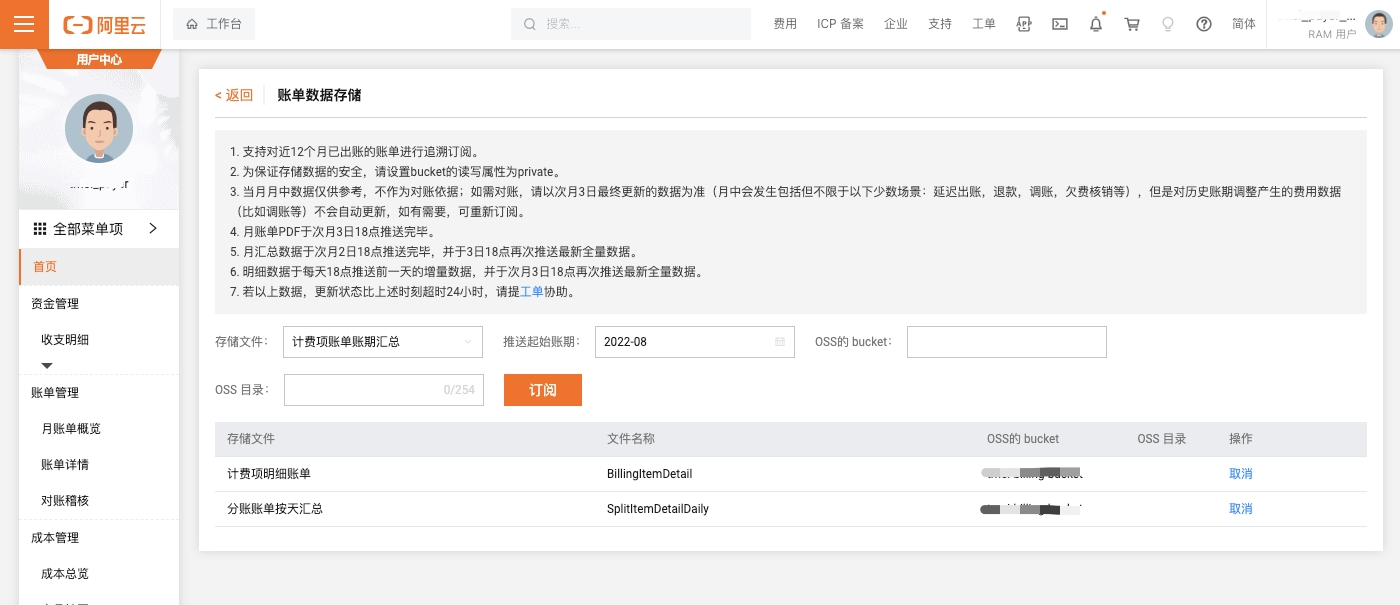 阿里云
工作台
搜索...
费用
ICP 备案
企业
支持
工单
简体
RAM 用户
用户中心
全部菜单项
首页
资金管理
收支明细
账单管理
月账单概览
账单详情
对账稽核
成本管理
成本总览
< 返回
账单数据存储
1. 支持对近12个月已出账的账单进行追溯订阅。
2. 为保证存储数据的安全，请设置bucket的读写属性为private。
3. 当月月中数据仅供参考，不作为对账依据；如需对账，请以次月3日最终更新的数据为准（月中会发生包括但不限于以下少数场景：延迟出账，退款，调账，欠费核销等），但是对历史账期调整产生的费用数据
（比如调账等）不会自动更新，如有需要，可重新订阅。
4. 月账单PDF于次月3日18点推送完毕。
5. 月汇总数据于次月2日18点推送完毕，并于3日18点再次推送最新全量数据。
6. 明细数据于每天18点推送前一天的增量数据，并于次月3日18点再次推送最新全量数据。
7. 若以上数据，更新状态比上述时刻超时24小时，请提工单协助。
存储文件：
计费项账单账期汇总
推送起始账期：
2022-08
OSS的 bucket：
OSS 目录：
0/254
订阅
存储文件
文件名称
OSS的 bucket
OSS 目录
操作
计费项明细账单
BillingItemDetail
取消
分账账单按天汇总
SplitItemDetailDaily
取消